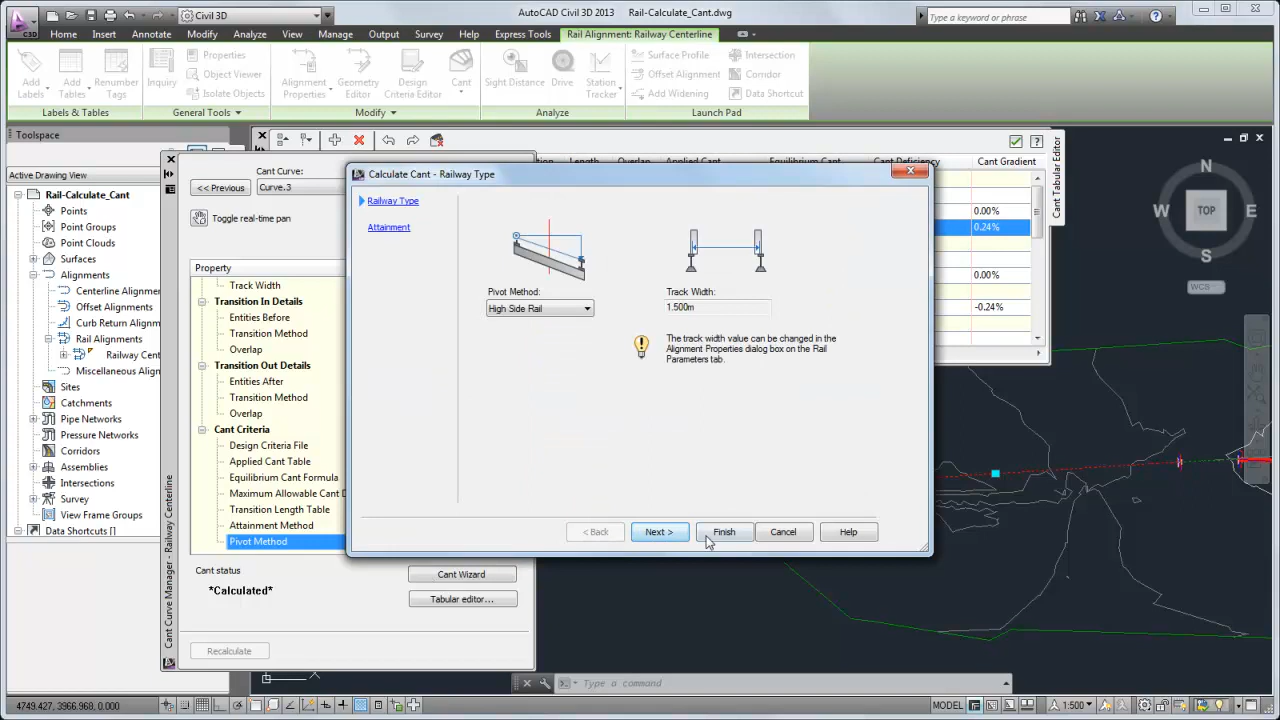 Civil 3D
AutoCAD Civil 3D 2013
Rail-Calculate_Cant.dwg
Type a keyword or phrase
C3D
Home
Insert
Annotate
Modify
Analyze
View
Manage
Output
Survey
Help
Express Tools
Rail Alignment: Railway Centerline
Add Labels
Add Tables
Renumber Tags
Inquiry
Properties
Object Viewer
Isolate Objects
Alignment Properties
Geometry Editor
Design Criteria Editor
Cant
Sight Distance
Drive
Station Tracker
Surface Profile
Offset Alignment
Add Widening
Intersection
Corridor
Data Shortcut
Labels & Tables
General Tools
Modify
Analyze
Launch Pad
Toolspace
Active Drawing View
Rail-Calculate_Cant
Points
Point Groups
Point Clouds
Surfaces
Alignments
Centerline Alignme
Offset Alignments
Curb Return Alignm
Rail Alignments
Railway Cent
Miscellaneous Align
Sites
Catchments
Pipe Networks
Pressure Networks
Corridors
Assemblies
Intersections
Survey
View Frame Groups
Data Shortcuts []
Cant Curve:
<< Previous
Curve.3
Toggle real-time pan
Property
Track Width
Transition In Details
Entities Before
Transition Method
Overlap
Transition Out Details
Entities After
Transition Method
Overlap
Cant Criteria
Design Criteria File
Applied Cant Table
Equilibrium Cant Formula
Maximum Allowable Cant D
Transition Length Table
Attainment Method
Pivot Method
Cant status
*Calculated*
Cant Wizard
Tabular editor...
Recalculate
Cant Curve Manager - Railway Centerline
Length
Overlap
Applied Cant
Equilibrium Cant
Cant Deficiency
Cant Gradient
0.00%
0.24%
0.00%
-0.24%
Cant Tabular Editor
Calculate Cant - Railway Type
Railway Type
Attainment
Pivot Method:
High Side Rail
Track Width:
1.500m
The track width value can be changed in the
Alignment Properties dialog box on the Rail
Parameters tab.
< Back
Next >
Finish
Cancel
Help
N
W
TOP
E
S
WCS
Type a command
4749.427, 3966.968, 0.000
MODEL
1:500